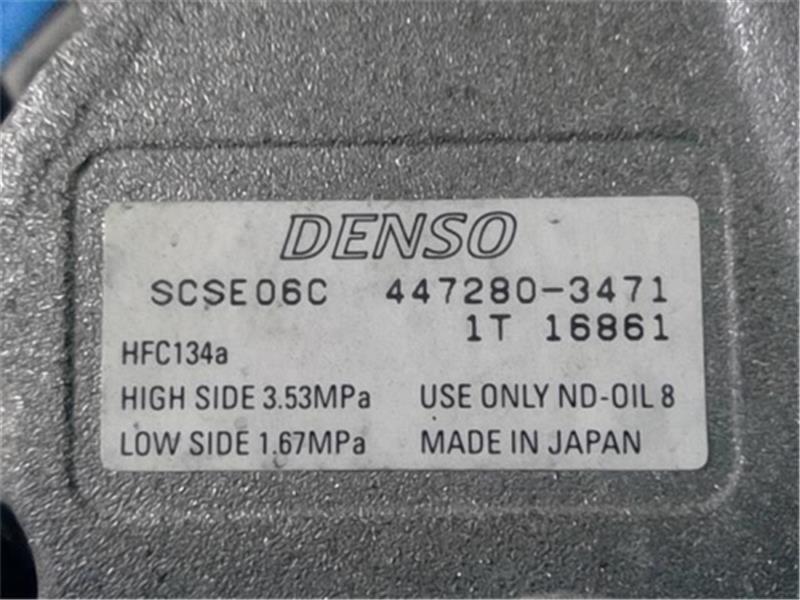 DENSO
SCSE06C 447280-3471
1T 16861
HFC134a
HIGH SIDE 3.53MPa USE ONLY ND-OIL 8
LOW SIDE 1.67MPa MADE IN JAPAN